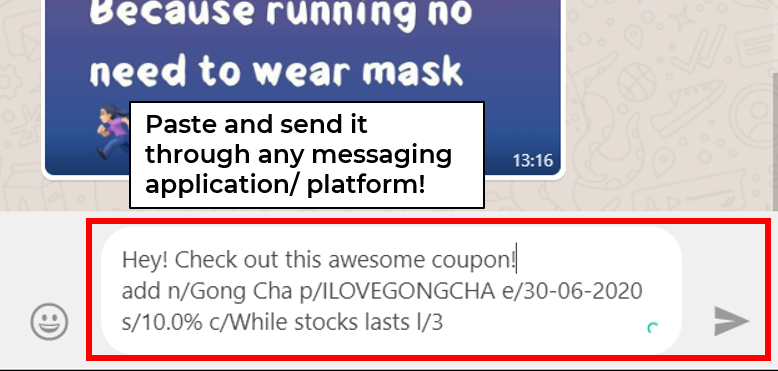 Because running no
need to wear mask
Paste and send it
through any messaging
application/ platform!
13:16
Hey! Check out this awesome coupon!
add n/Gong Cha p/ILOVEGONGCHA e/30-06-2020
s/10.0% c/While stocks lasts l/3